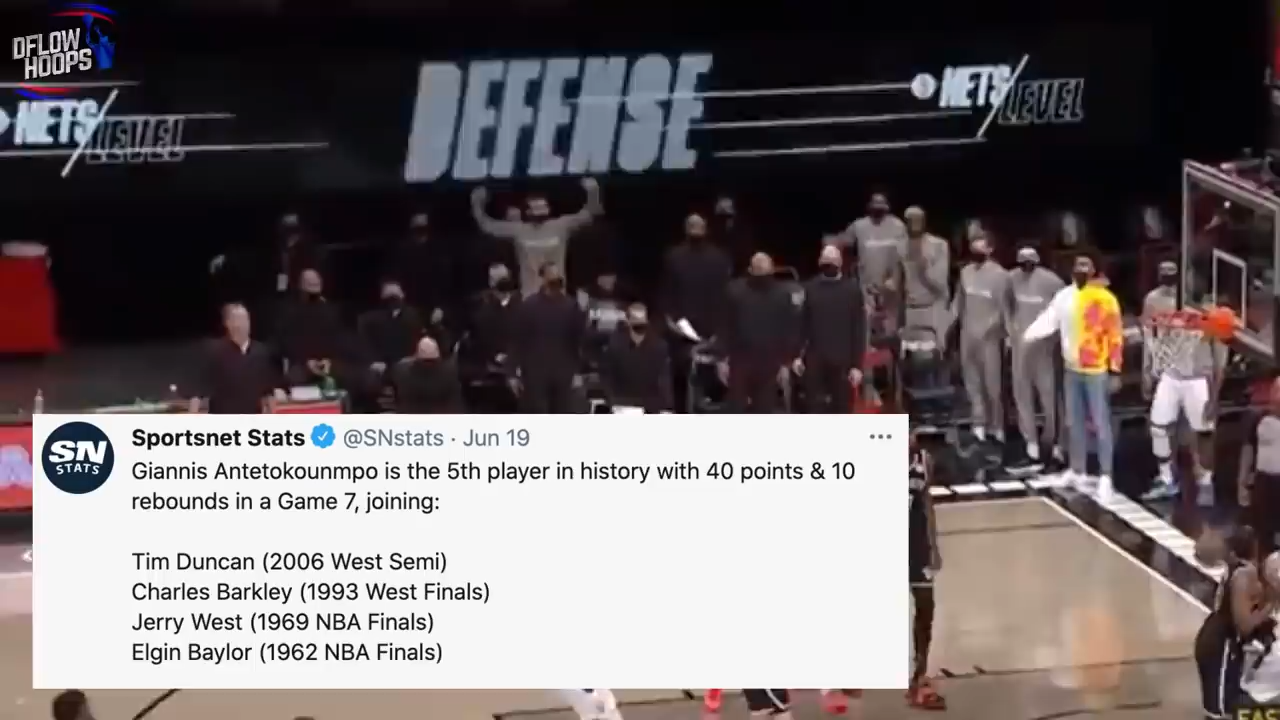 DFLOW
HOOPS
DEFENSE
NETS/LEVEL
NETS/LEVEL
SN
STATS
Sportsnet Stats @SNstats · Jun 19
Giannis Antetokounmpo is the 5th player in history with 40 points & 10
rebounds in a Game 7, joining:
Tim Duncan (2006 West Semi)
Charles Barkley (1993 West Finals)
Jerry West (1969 NBA Finals)
Elgin Baylor (1962 NBA Finals)